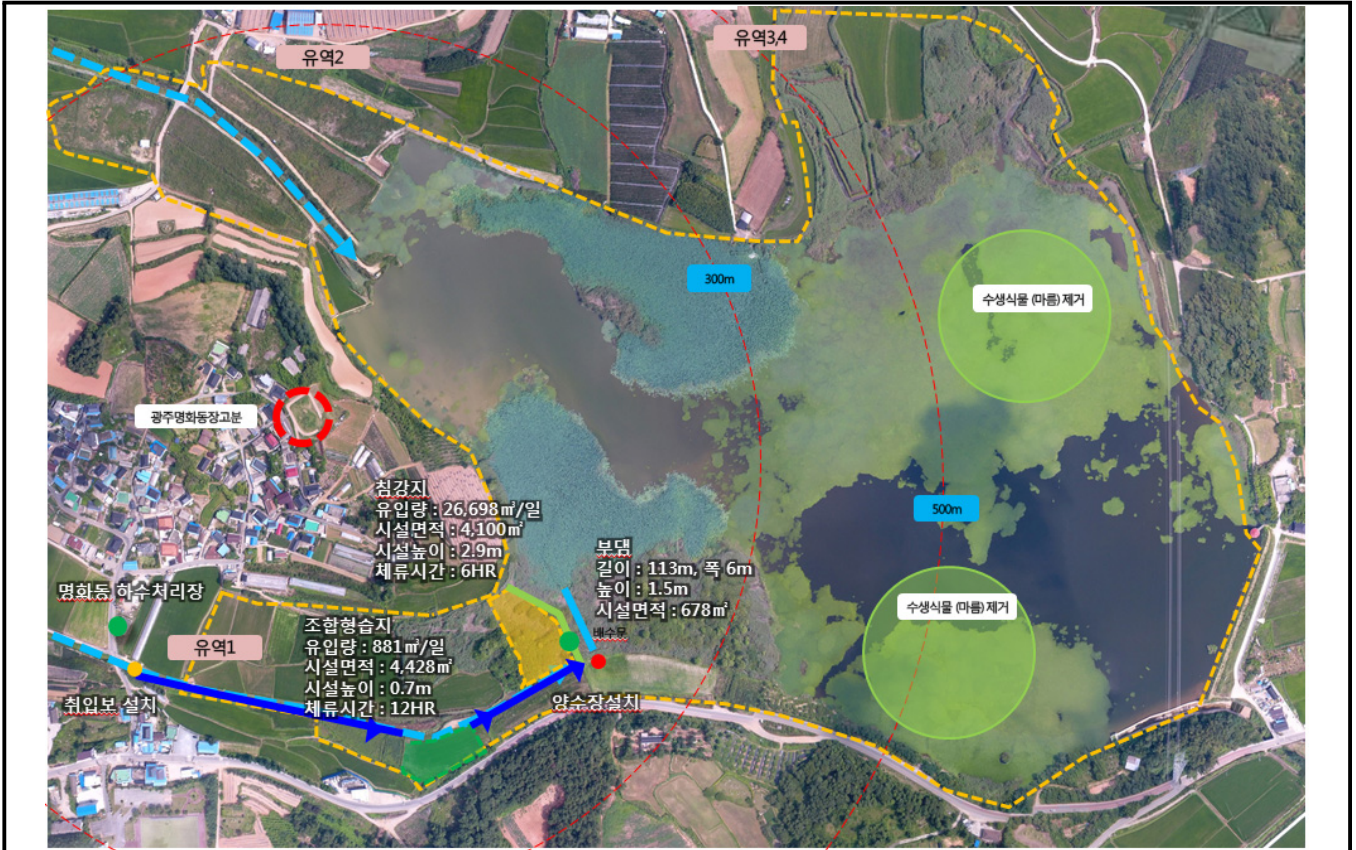 유역2
유역3,4
300m
수생식물 (마름) 제거
광주명화동장고분
침강지
유입량 : 26,698㎥/일
시설면적 : 4,100㎡
시설높이 : 2.9m
체류시간 : 6HR
500m
부댐
길이 : 113m, 폭 6m
높이 : 1.5m
시설면적 : 678㎡
배수문
명화동 하수처리장
수생식물 (마름) 제거
유역1
조합형습지
유입량 : 881㎥/일
시설면적 : 4,428㎡
시설높이 : 0.7m
체류시간 : 12HR
취입보 설치
양수장설치